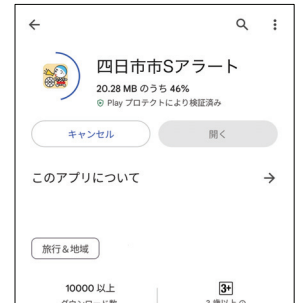 四日市市Sアラート
20.28 MB のうち 46%
Play プロテクトにより検証済み
キャンセル
開く
このアプリについて
旅行＆地域
10000 以上
3+